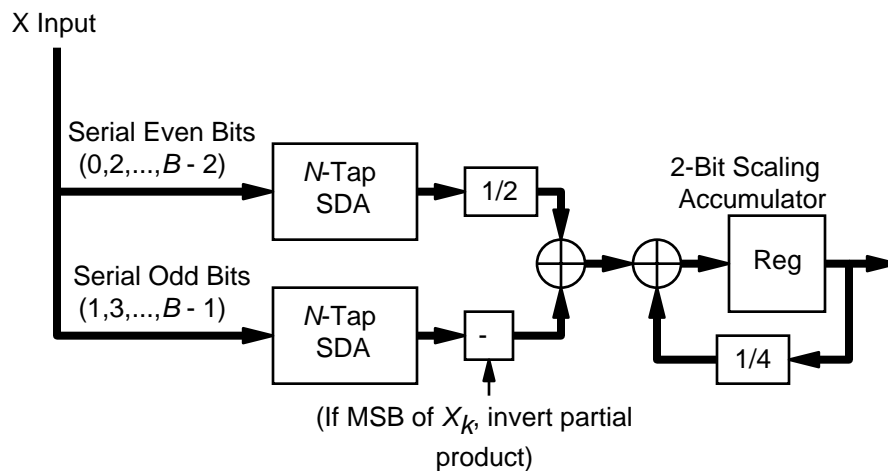 X Input
Serial Even Bits
(0,2,...,B - 2)
N-Tap
SDA
1/2
2-Bit Scaling
Accumulator
Reg
Serial Odd Bits
(1,3,...,B - 1)
N-Tap
SDA
-
1/4
(If MSB of Xk, invert partial
product)